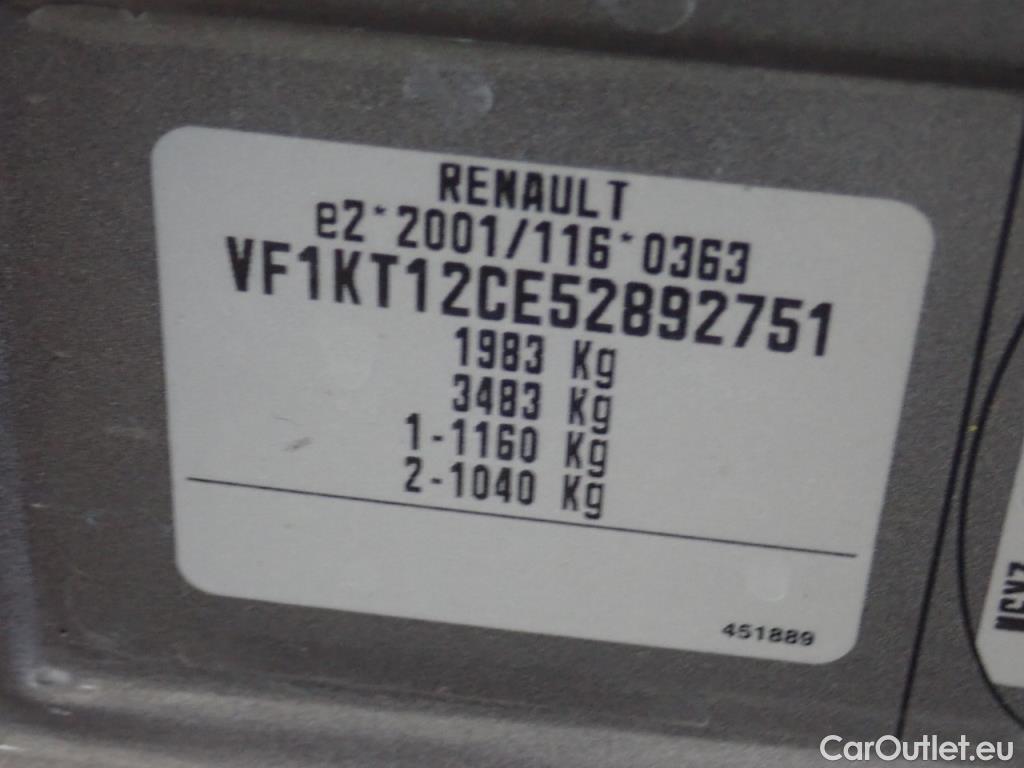 RENAULT
e2*2001/116*0363
VF1KT12CE52892751
1983 Kg
3483 Kg
1-1160 Kg
2-1040 Kg
451889
CarOutlet.eu